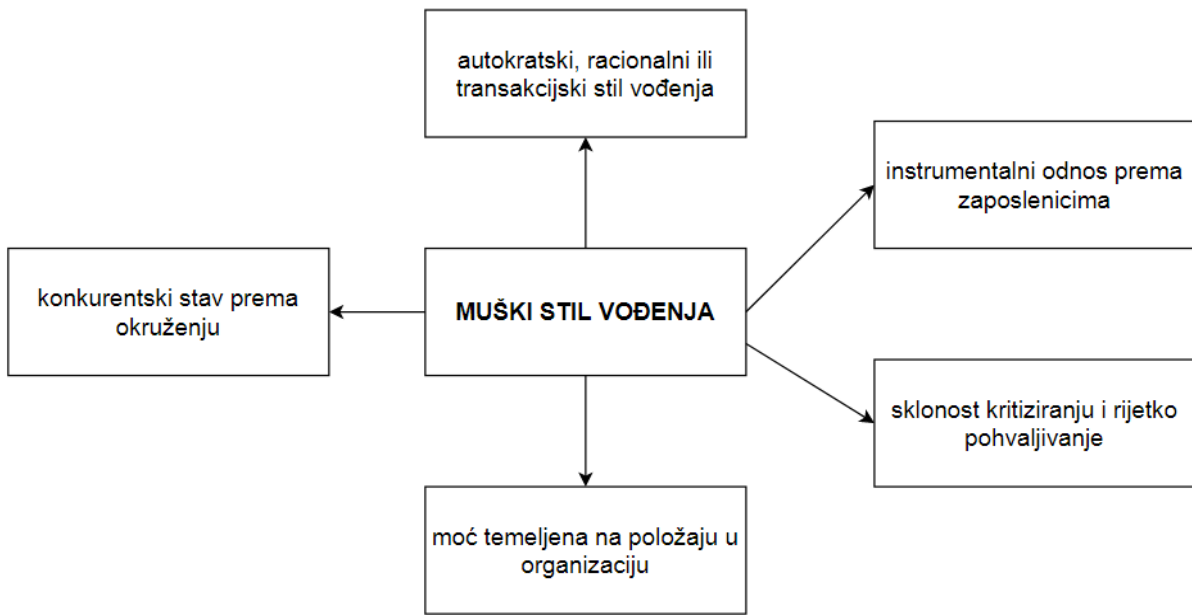 autokratski, racionalni ili
transakcijski stil vođenja
instrumentalni odnos prema
zaposlenicima
konkurentski stav prema
okruženju
MUŠKI STIL VOĐENJA
sklonost kritiziranju i rijetko
pohvaljivanje
moć temeljena na položaju u
organizaciju